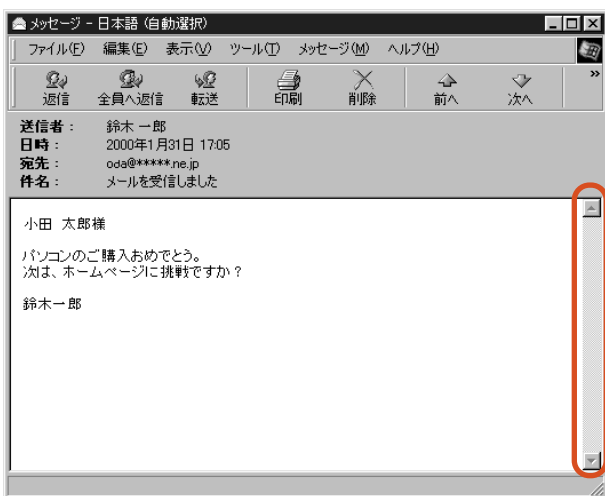 メッセージ - 日本語 (自動選択)
ファイル(F) 編集(E) 表示(V) ツール(T) メッセージ(M) ヘルプ(H)
返信 全員へ返信 転送 印刷 削除 前へ 次へ »
送信者： 鈴木 一郎
日時： 2000年1月31日 17:05
宛先： oda@*****.ne.jp
件名： メールを受信しました
小田 太郎様
パソコンのご購入おめでとう。
次は、ホームページに挑戦ですか？
鈴木一郎